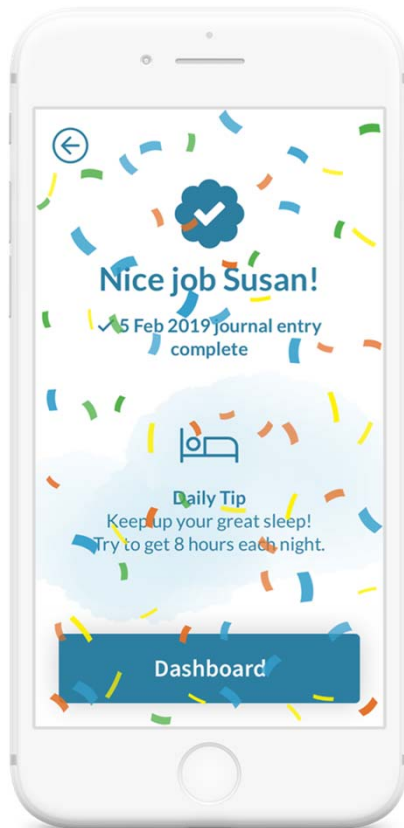 Nice job Susan!
5 Feb 2019 journal entry
complete
Daily Tip
Keep up your great sleep!
Try to get 8 hours each night.
Dashboard